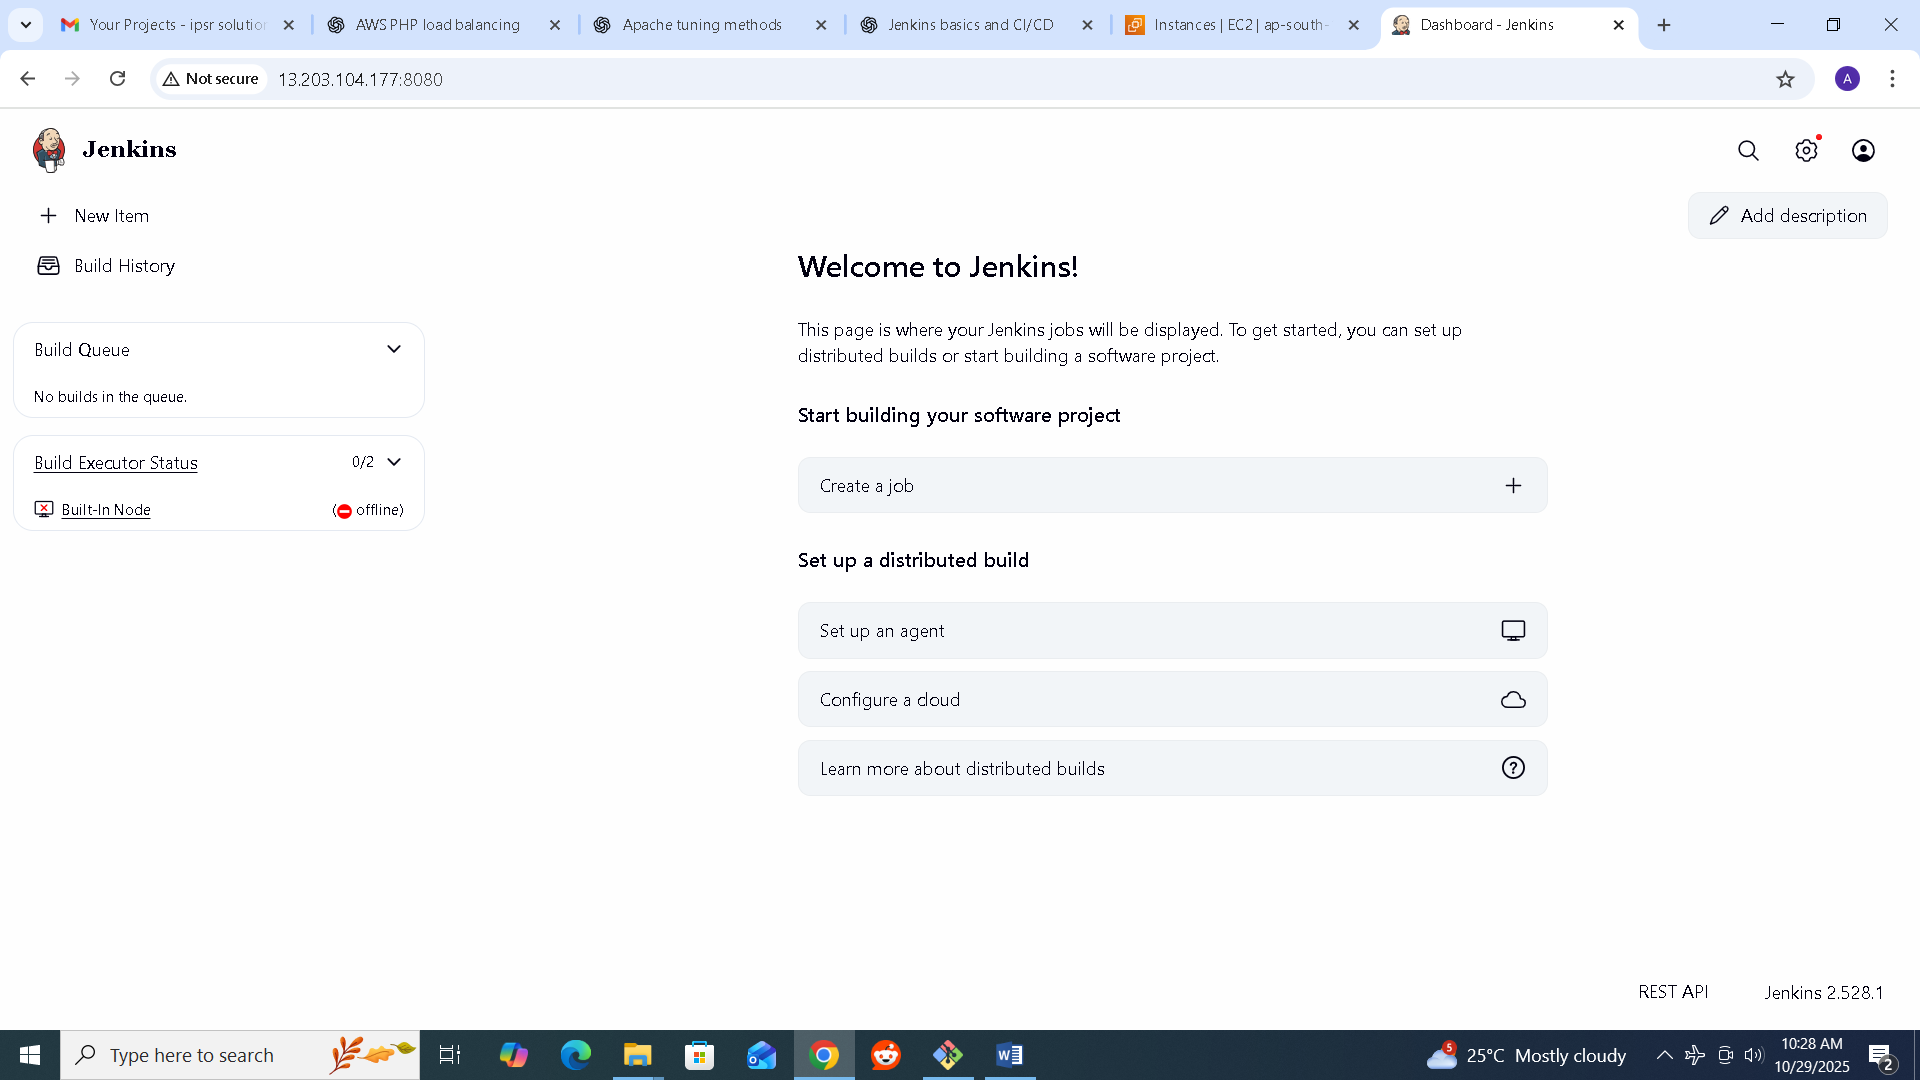 Your Projects - ipsr solution
AWS PHP load balancing
Apache tuning methods
Jenkins basics and CI/CD
Instances | EC2 | ap-south-
Dashboard - Jenkins
Not secure
13.203.104.177:8080
A
Jenkins
New Item
Add description
Build History
Welcome to Jenkins!
This page is where your Jenkins jobs will be displayed. To get started, you can set up
distributed builds or start building a software project.
Build Queue
No builds in the queue.
Start building your software project
Build Executor Status
0/2
Create a job
Built-In Node
(offline)
Set up a distributed build
Set up an agent
Configure a cloud
Learn more about distributed builds
?
REST API
Jenkins 2.528.1
Type here to search
5
25°C Mostly cloudy
10:28 AM
10/29/2025
2